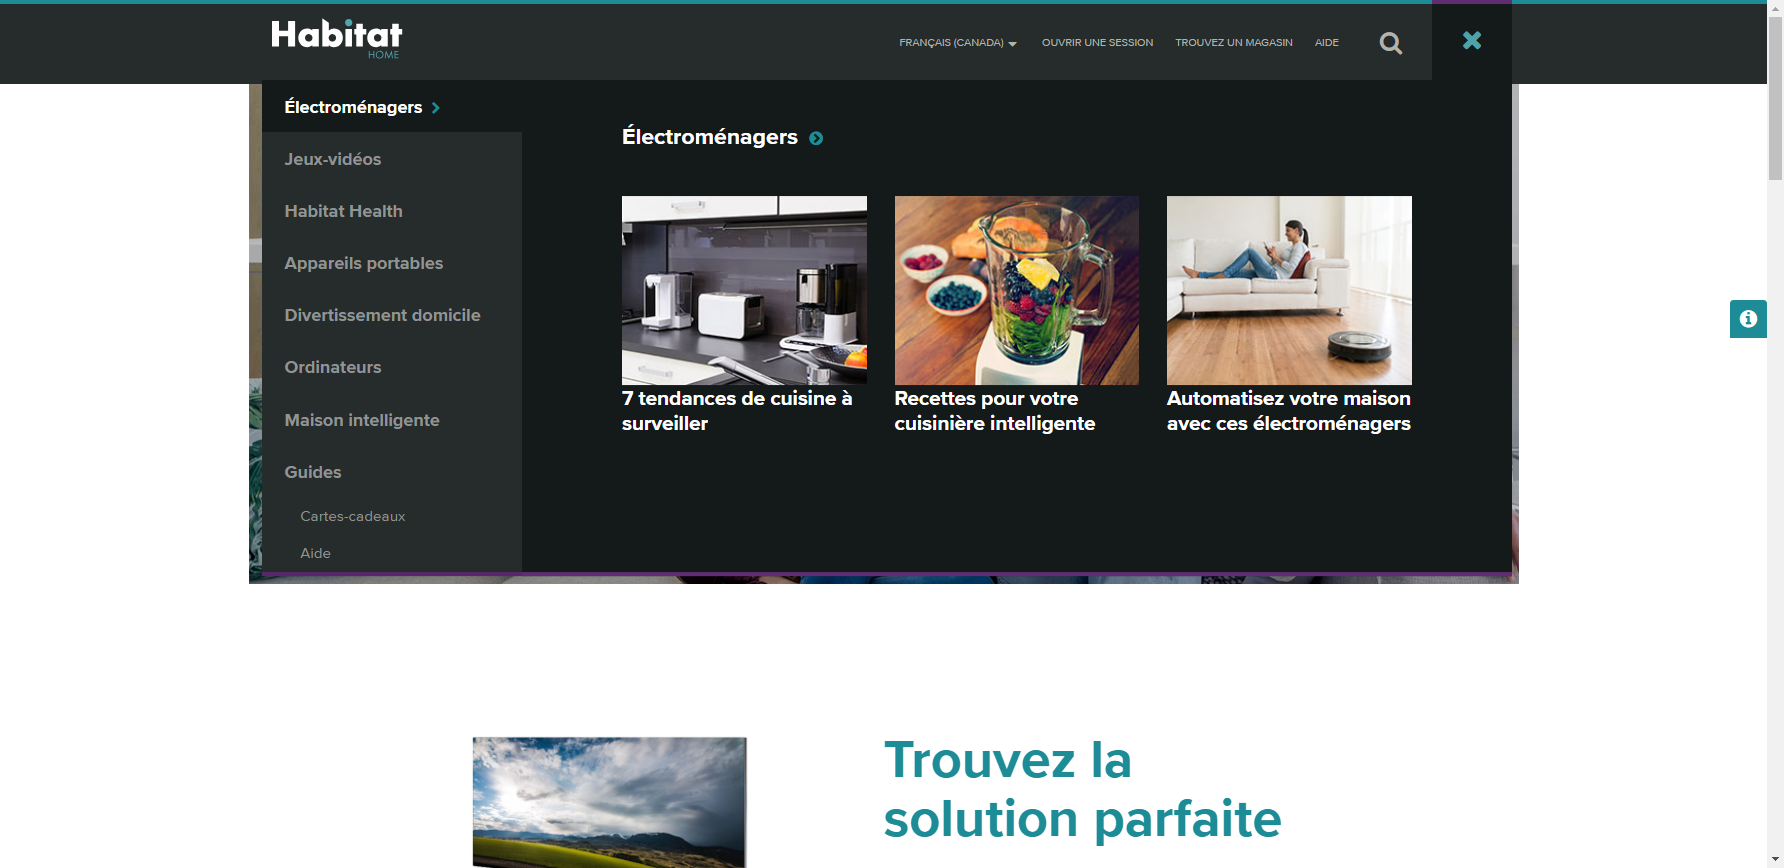 Habitat
HOME
FRANÇAIS (CANADA)
OUVRIR UNE SESSION
TROUVEZ UN MAGASIN
AIDE
Électroménagers
Jeux-vidéos
Habitat Health
Appareils portables
Divertissement domicile
Ordinateurs
Maison intelligente
Guides
Cartes-cadeaux
Aide
Électroménagers
7 tendances de cuisine à
surveiller
Recettes pour votre
cuisinière intelligente
Automatisez votre maison
avec ces électroménagers
Trouvez la
solution parfaite